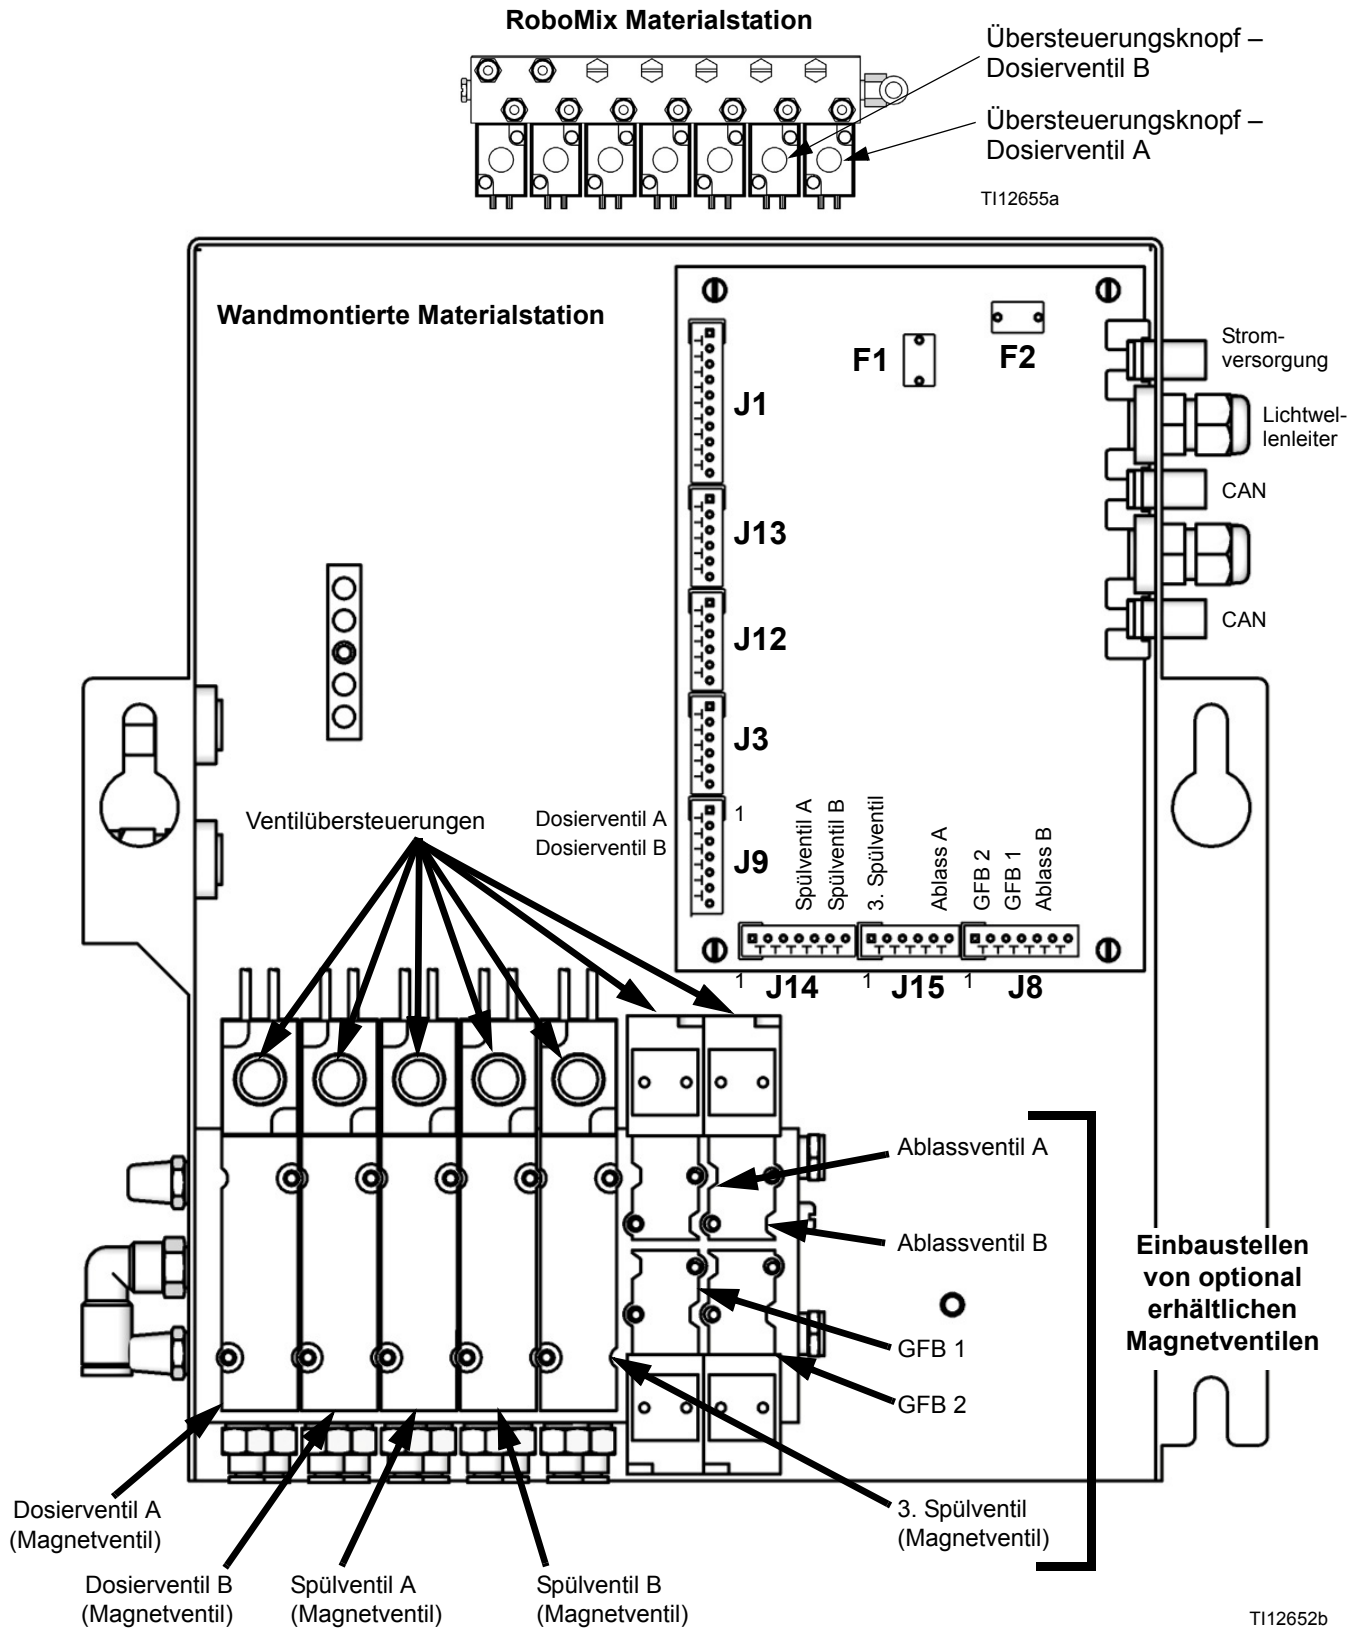 RoboMix Materialstation
Übersteuerungsknopf –
Dosierventil B
Übersteuerungsknopf –
Dosierventil A
TI12655a
Wandmontierte Materialstation
F1
F2
Strom-
versorgung
J1
Lichtwel-
lenleiter
CAN
J13
CAN
J12
J3
Ventilübersteuerungen
Dosierventil A
Dosierventil B
1
J9
Spülventil A
Spülventil B
3. Spülventil
Ablass A
GFB 2
GFB 1
Ablass B
1
J14
1
J15
1
J8
Ablassventil A
Ablassventil B
GFB 1
GFB 2
Einbaustellen
von optional
erhältlichen
Magnetventilen
Dosierventil A
(Magnetventil)
3. Spülventil
(Magnetventil)
Dosierventil B
(Magnetventil)
Spülventil A
(Magnetventil)
Spülventil B
(Magnetventil)
TI12652b